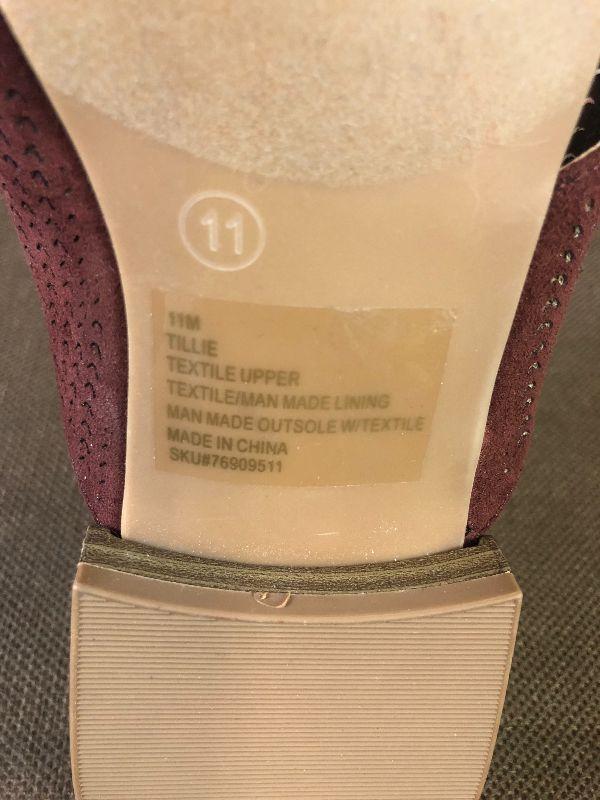 11
11M
TILLIE
TEXTILE UPPER
TEXTILE/MAN MADE LINING
MAN MADE OUTSOLE W/TEXTILE
MADE IN CHINA
SKU#76909511